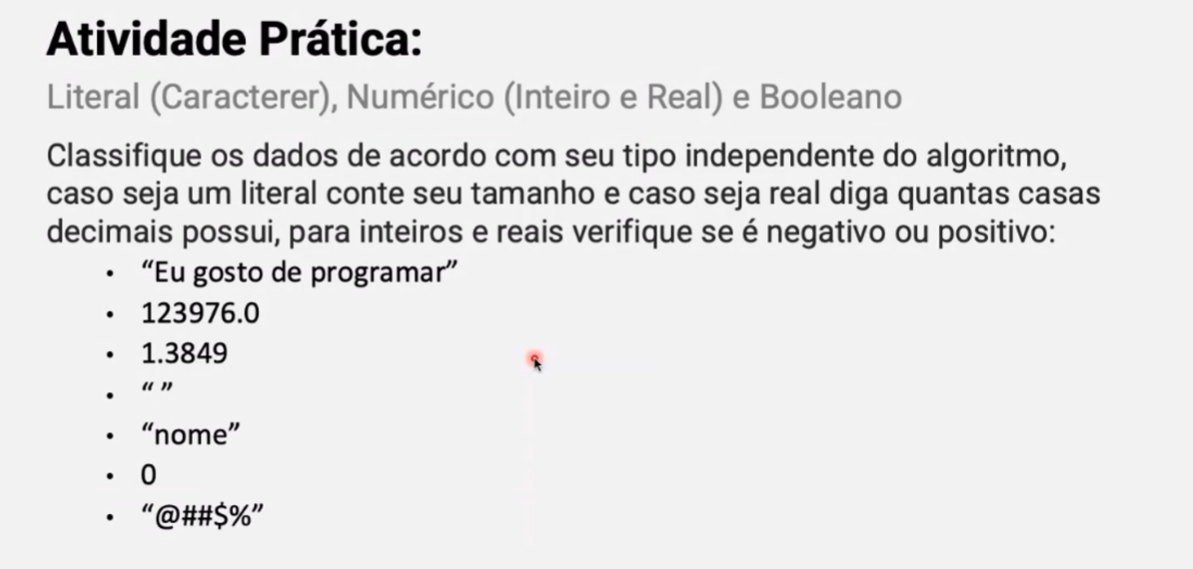 Atividade Prática:
Literal (Caracterer), Numérico (Inteiro e Real) e Booleano
Classifique os dados de acordo com seu tipo independente do algoritmo,
caso seja um literal conte seu tamanho e caso seja real diga quantas casas
decimais possui, para inteiros e reais verifique se é negativo ou positivo:
• “Eu gosto de programar”
• 123976.0
• 1.3849
• “ ”
• “nome”
• 0
• “@##$%”